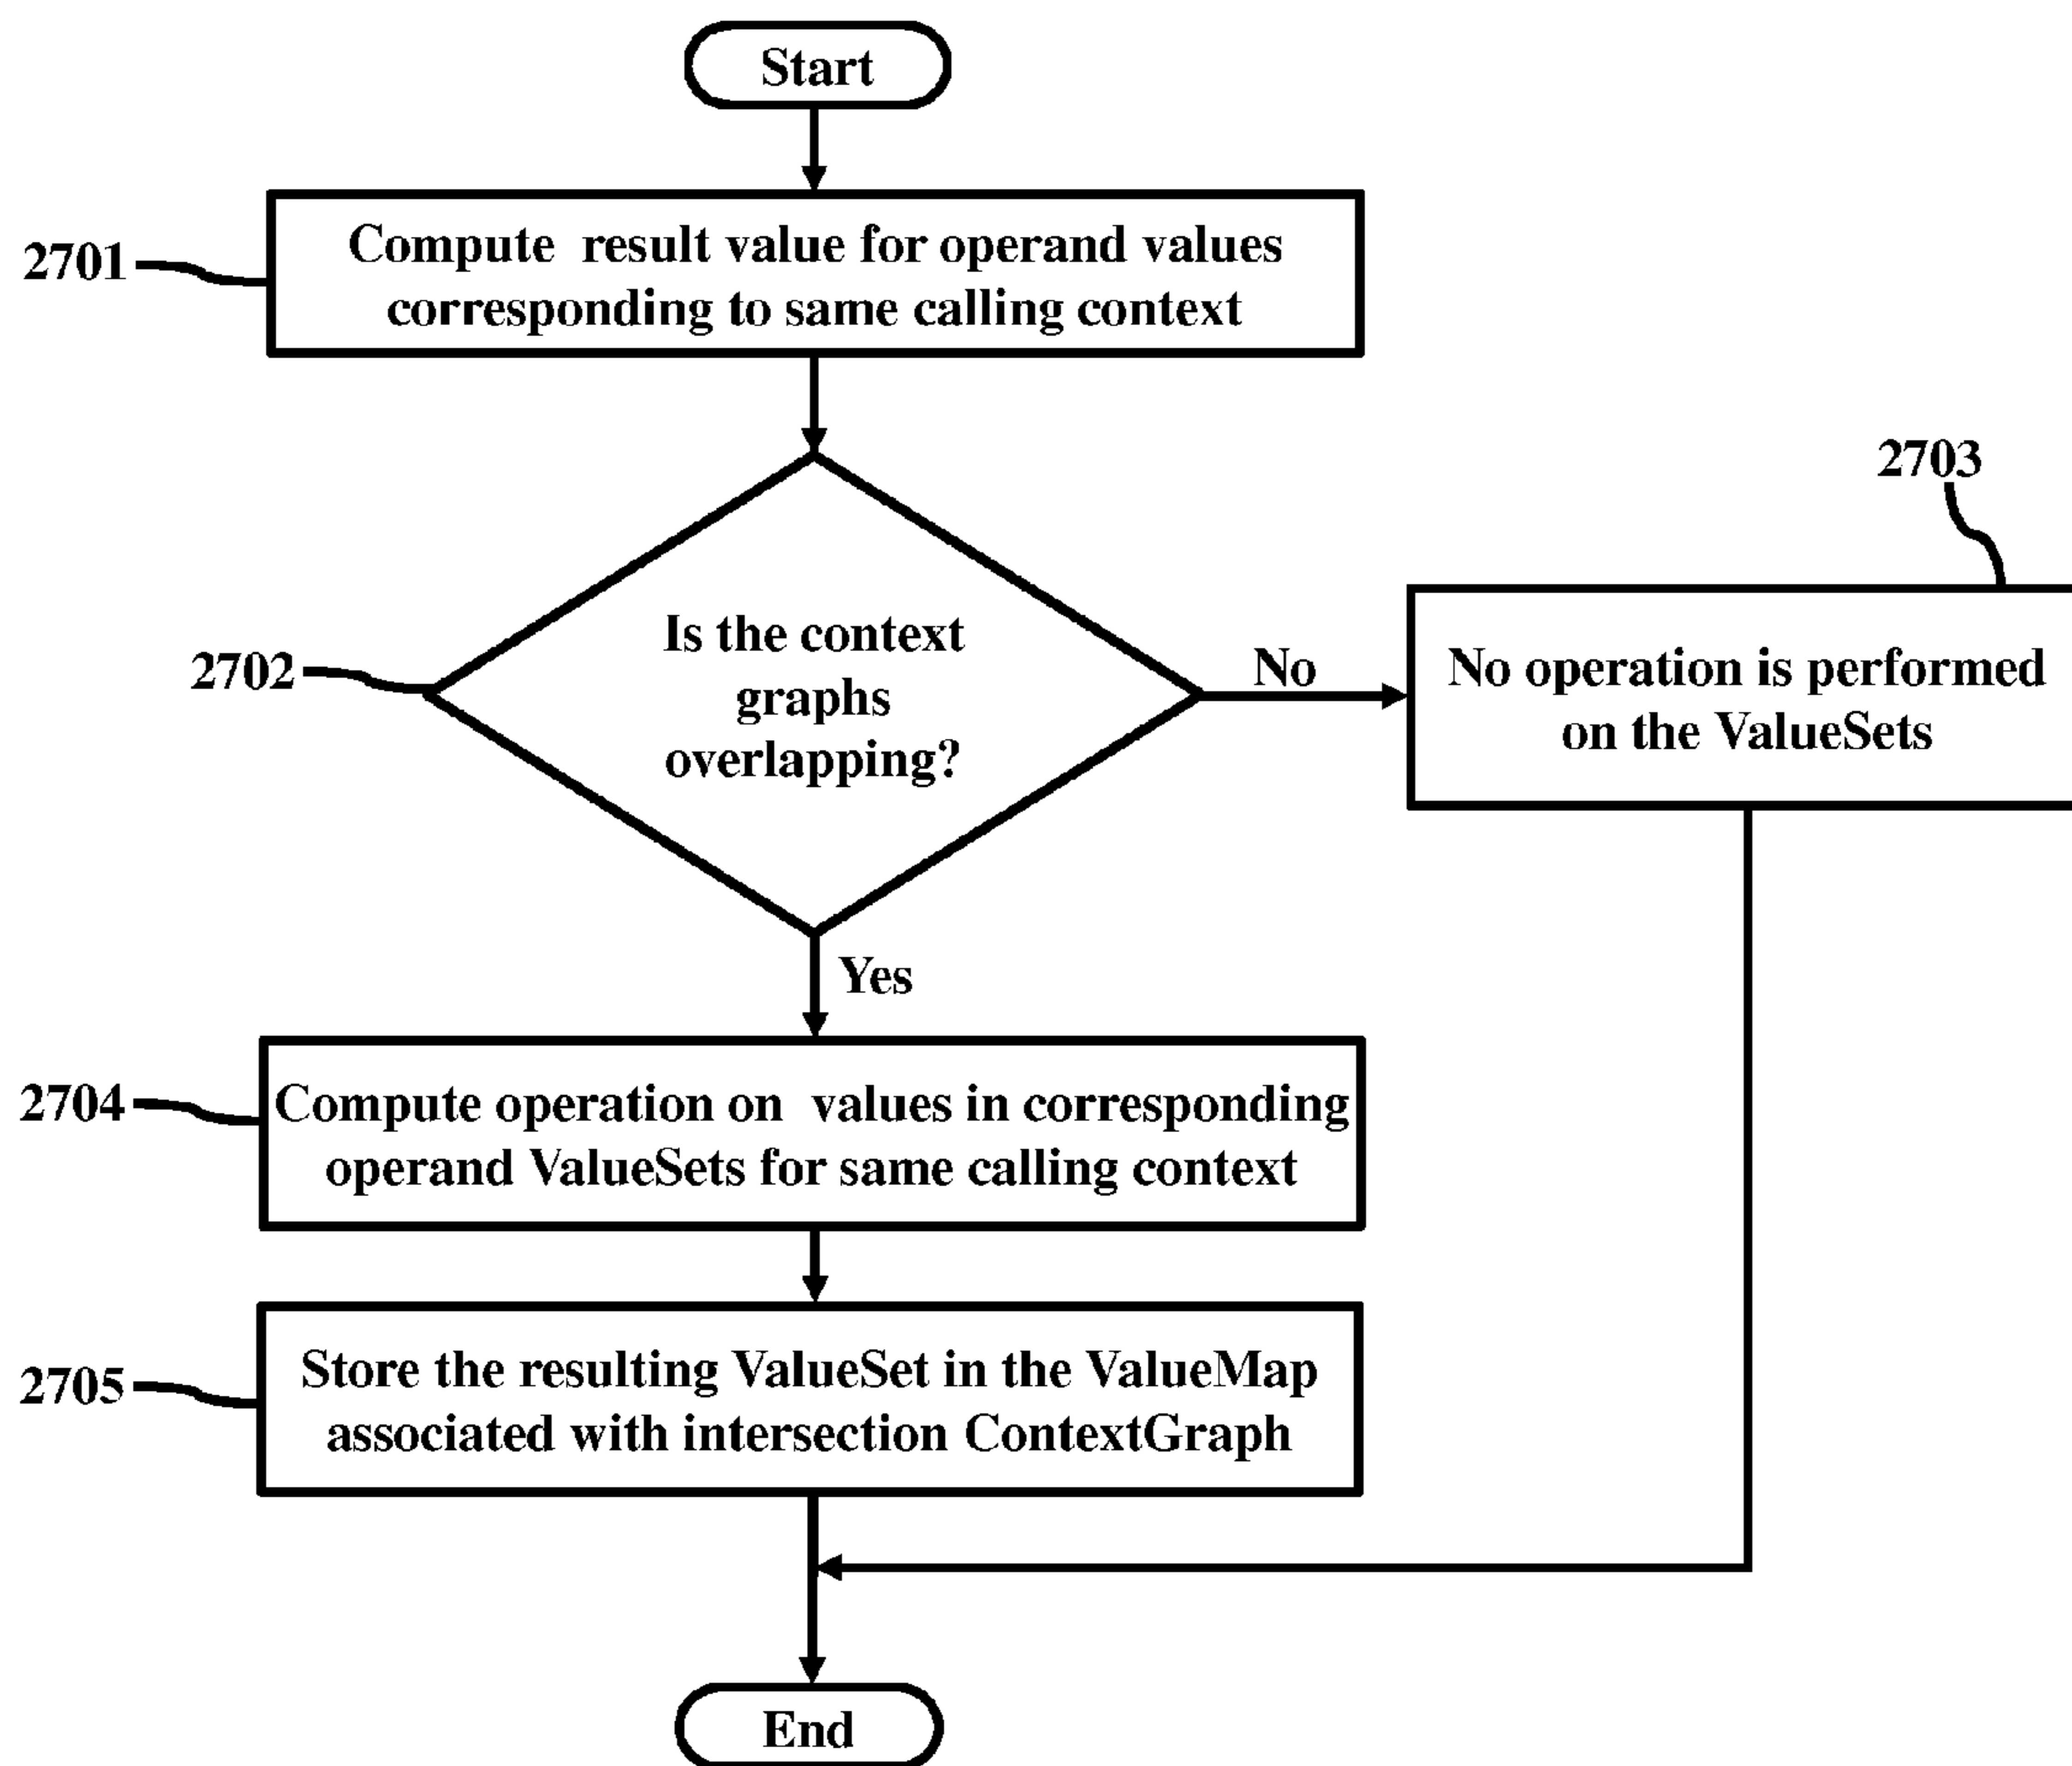 Start
2701
Compute result value for operand values
corresponding to same calling context
2703
2702
Is the context
graphs
overlapping?
No
No operation is performed
on the ValueSets
Yes
2704
Compute operation on values in corresponding
operand ValueSets for same calling context
2705
Store the resulting ValueSet in the ValueMap
associated with intersection ContextGraph
End